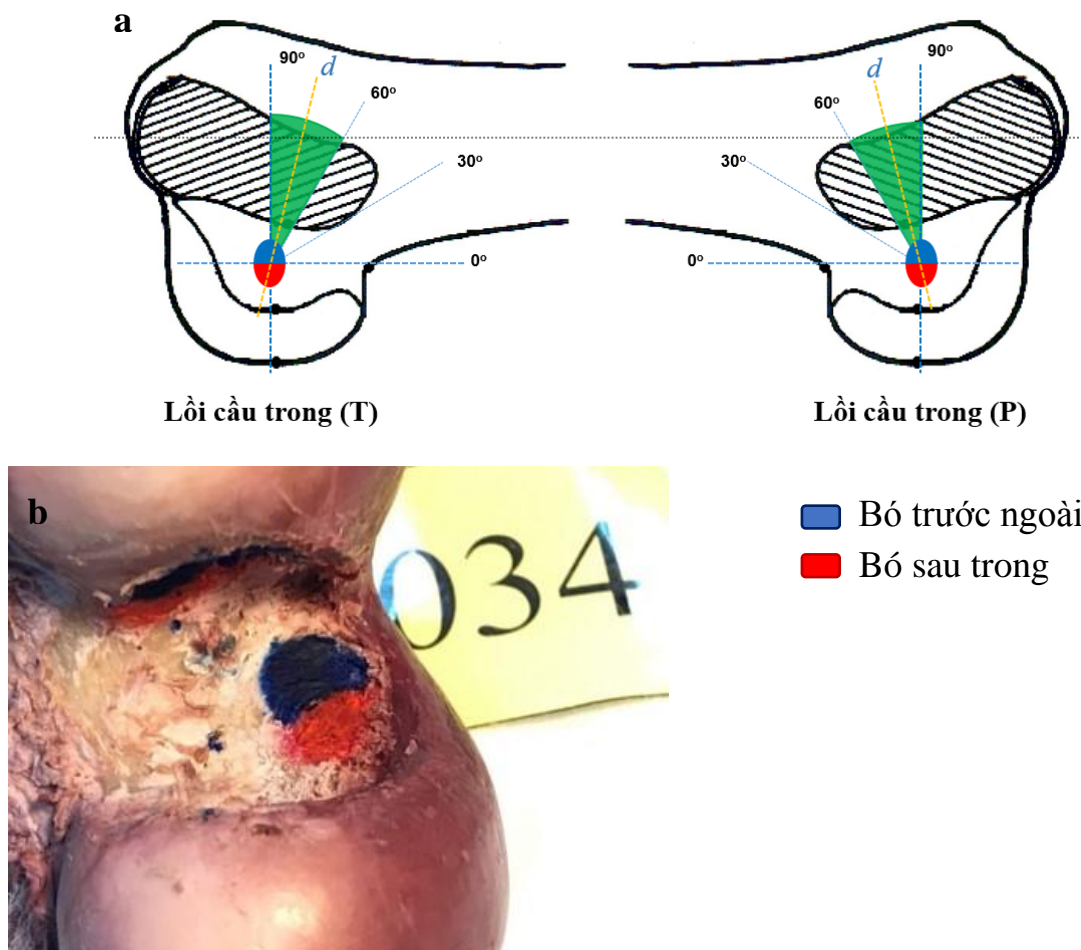 a
90° d 60° 30° 0°
90° d 60° 30° 0°
Lồi cầu trong (T)
Lồi cầu trong (P)
b
034
Bó trước ngoài
Bó sau trong